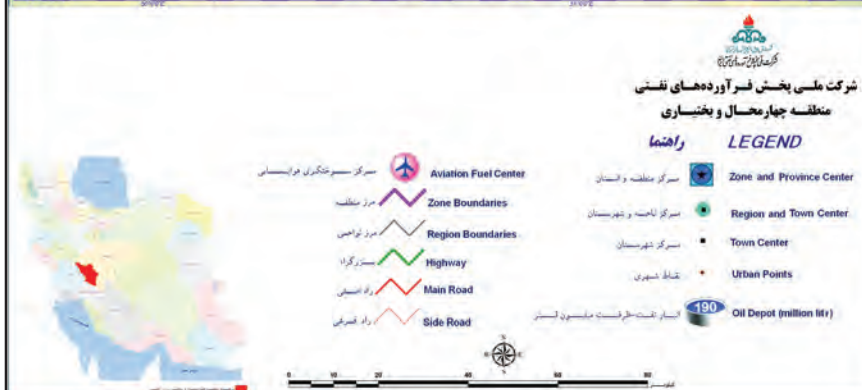 شرکت ملی پخش فرآورده‌های نفتی
منطقه چهارمحال و بختیاری
راهنما LEGEND
مرکز سوختگیری هواپیمائی Aviation Fuel Center
مرز منطقه Zone Boundaries
مرز نواحی Region Boundaries
بزرگراه Highway
راه اصلی Main Road
راه فرعی Side Road
مرکز منطقه و استان Zone and Province Center
مرکز ناحیه و شهرستان Region and Town Center
مرکز شهرستان Town Center
نقاط شهری Urban Points
انبار نفت-ظرفیت میلیون لیتر 190 Oil Depot (million litr)
0 10 20 40 60 80
کیلومتر